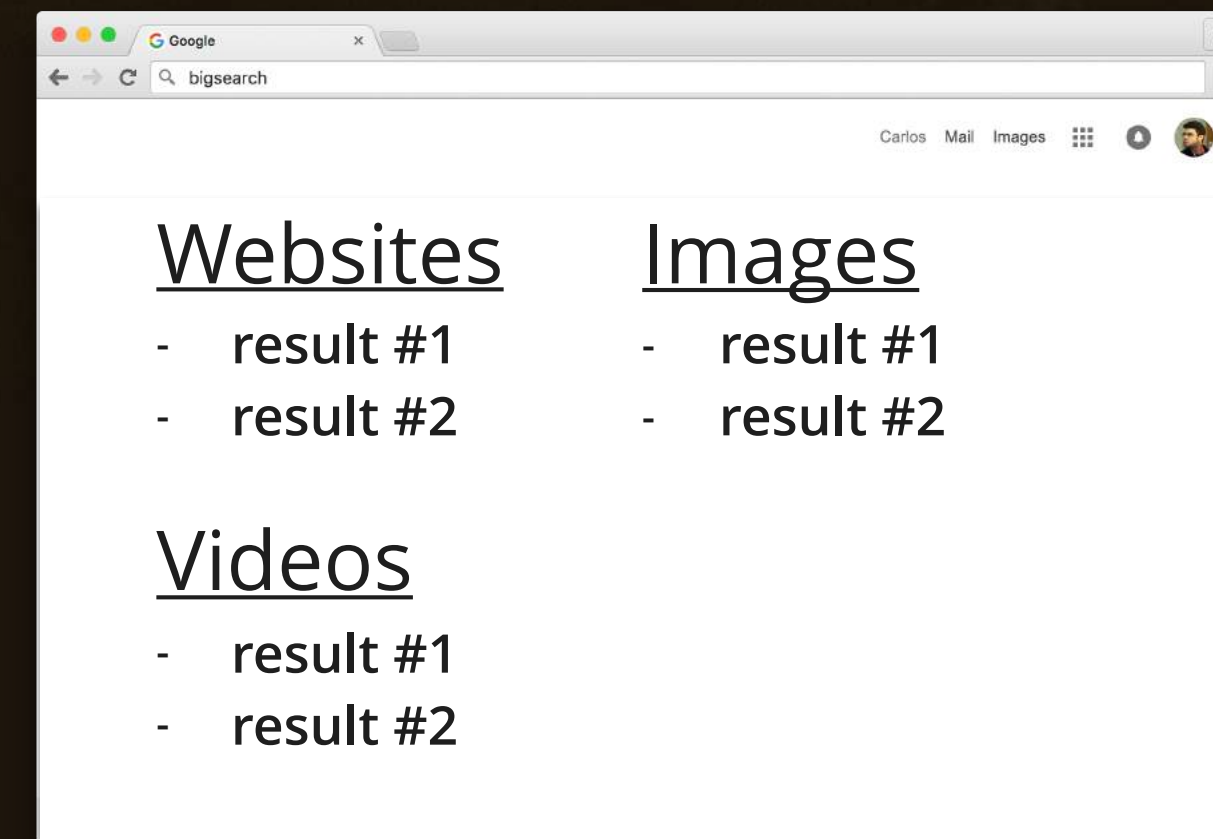 Google
bigsearch
Carlos Mail Images
Websites
- result #1
- result #2
Images
- result #1
- result #2
Videos
- result #1
- result #2